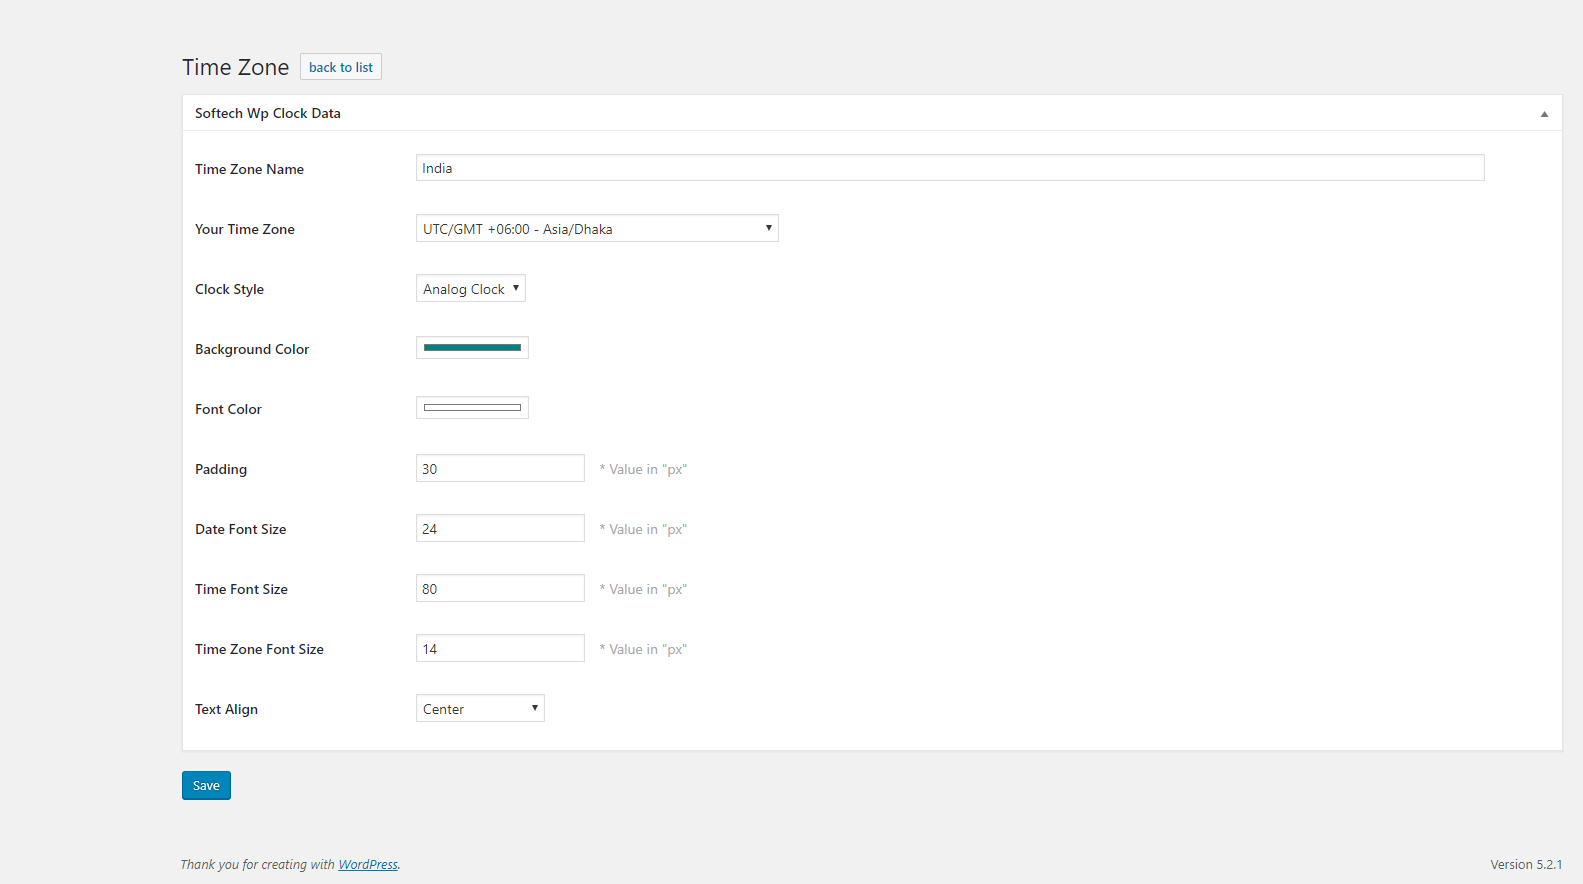 Time Zone back to list
Softech Wp Clock Data
Time Zone Name India
Your Time Zone UTC/GMT +06:00 - Asia/Dhaka
Clock Style Analog Clock
Background Color
Font Color
Padding 30 * Value in "px"
Date Font Size 24 * Value in "px"
Time Font Size 80 * Value in "px"
Time Zone Font Size 14 * Value in "px"
Text Align Center
Save
Thank you for creating with WordPress. Version 5.2.1